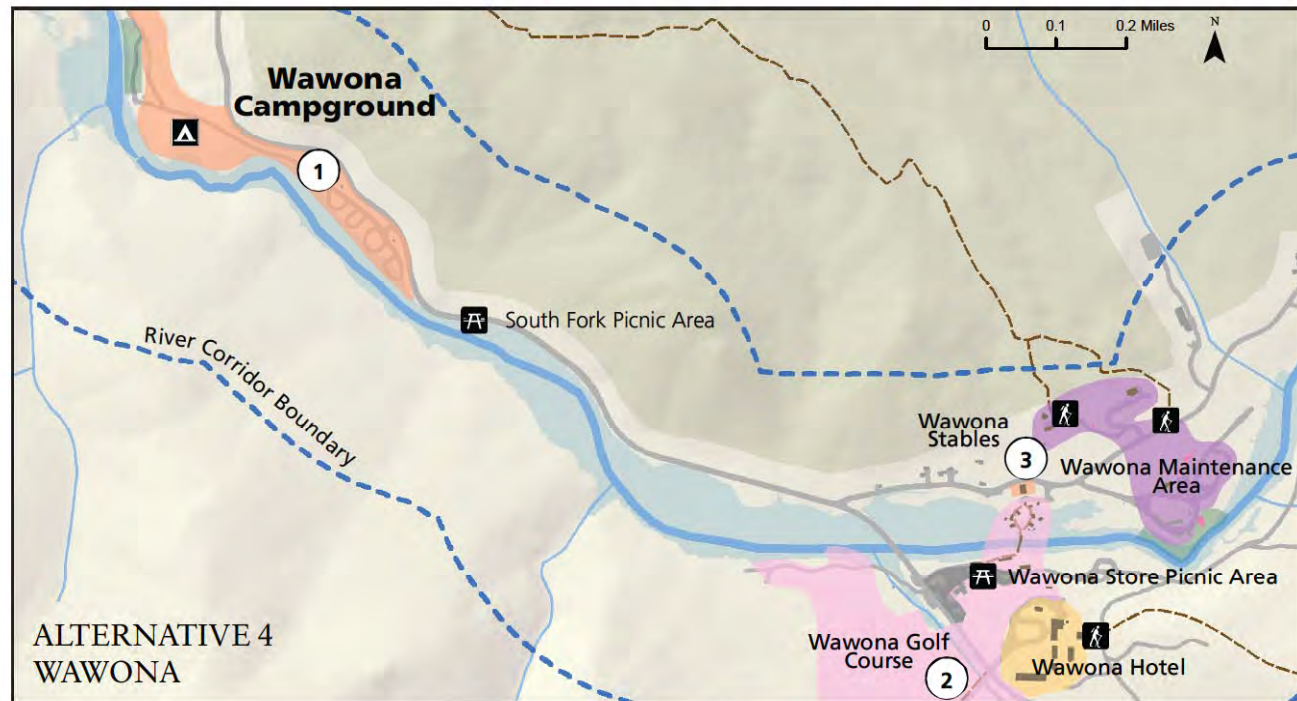 0 0.1 0.2 Miles
N
Wawona
Campground
1
South Fork Picnic Area
River Corridor Boundary
Wawona
Stables
3
Wawona Maintenance
Area
Wawona Store Picnic Area
Wawona Golf
Course
2
Wawona Hotel
ALTERNATIVE 4
WAWONA